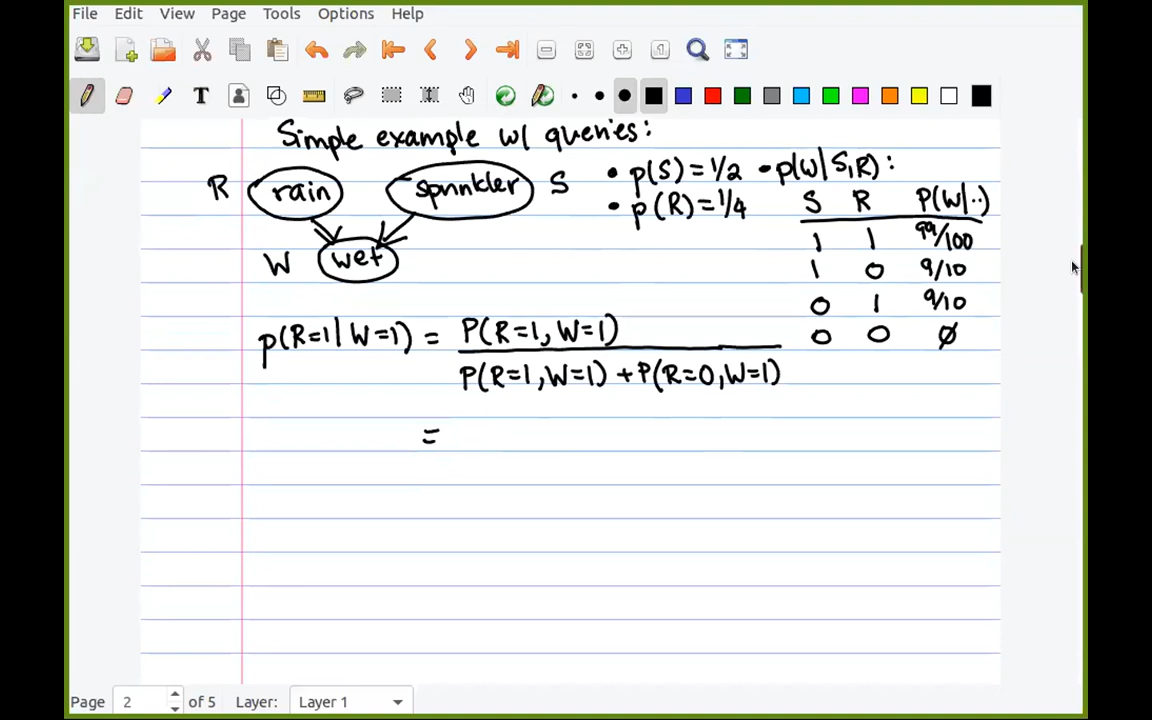 File Edit View Page Tools Options Help
Simple example w/ queries:
R rain sprinkler S
W wet
• p(S)=1/2 • p(W|S,R):
• p(R)=1/4
S R P(W|··)
1 1 99/100
1 0 9/10
0 1 9/10
0 0 ∅
p(R=1|W=1) = P(R=1,W=1)
P(R=1,W=1) + P(R=0,W=1)
=
Page 2 of 5 Layer: Layer 1